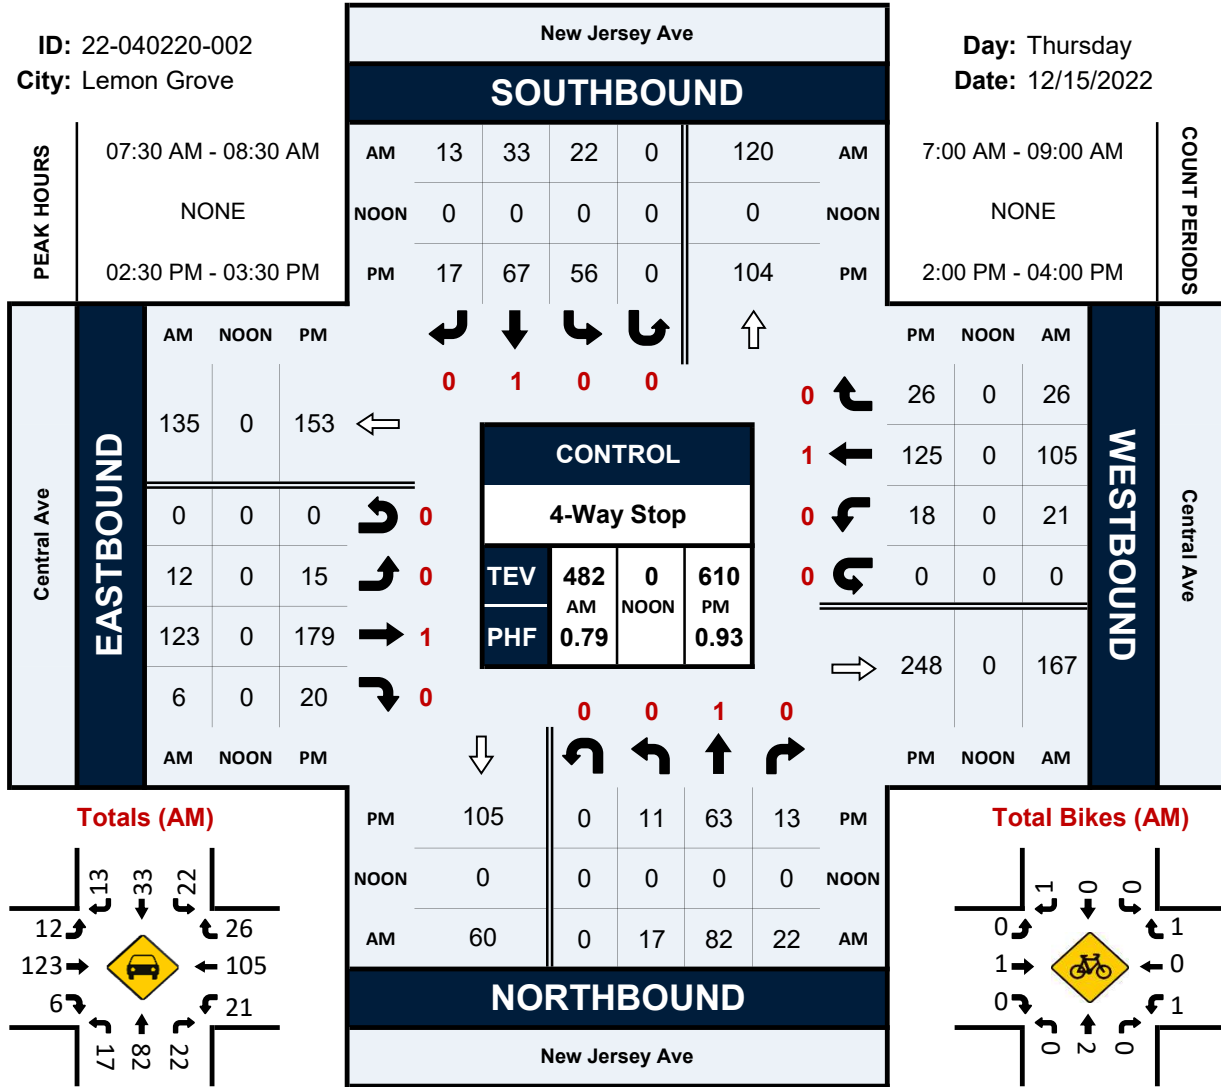 ID: 22-040220-002
City: Lemon Grove
New Jersey Ave
Day: Thursday
Date: 12/15/2022
SOUTHBOUND
PEAK HOURS
07:30 AM - 08:30 AM
NONE
02:30 PM - 03:30 PM
AM 13 33 22 0 120 AM
NOON 0 0 0 0 0 NOON
PM 17 67 56 0 104 PM
7:00 AM - 09:00 AM
NONE
2:00 PM - 04:00 PM
COUNT PERIODS
0 1 0 0
Central Ave
EASTBOUND
AM NOON PM
135 0 153
0 0 0 0
12 0 15 0
123 0 179 1
6 0 20 0
AM NOON PM
CONTROL
4-Way Stop
TEV 482 0 610
AM NOON PM
PHF 0.79 0.93
PM NOON AM
0 26 0 26
1 125 0 105
0 18 0 21
0 0 0 0
248 0 167
PM NOON AM
WESTBOUND
Central Ave
0 0 1 0
PM 105 0 11 63 13 PM
NOON 0 0 0 0 0 NOON
AM 60 0 17 82 22 AM
NORTHBOUND
New Jersey Ave
Totals (AM)
13 33 22
12 26
123 105
6 21
17 82 22
Total Bikes (AM)
1 0 0
0 1
1 0
0 1
0 2 0